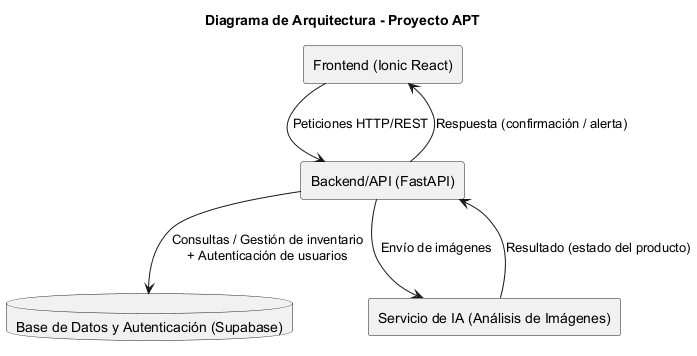 Diagrama de Arquitectura - Proyecto APT
Frontend (Ionic React)
Peticiones HTTP/REST
Respuesta (confirmación / alerta)
Backend/API (FastAPI)
Consultas / Gestión de inventario
+ Autenticación de usuarios
Envío de imágenes
Resultado (estado del producto)
Base de Datos y Autenticación (Supabase)
Servicio de IA (Análisis de Imágenes)